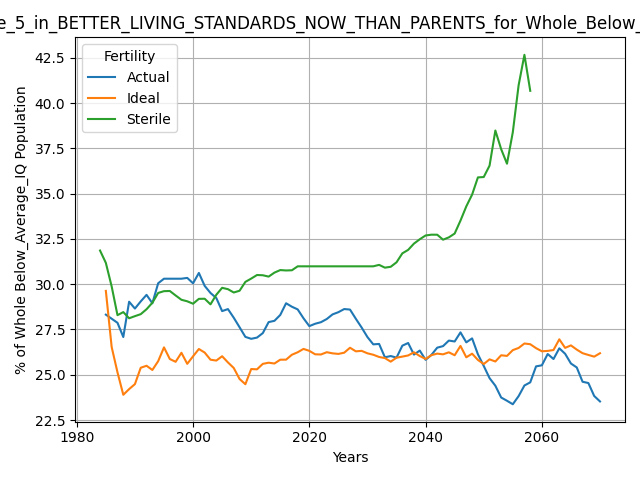 e_5_in_BETTER_LIVING_STANDARDS_NOW_THAN_PARENTS_for_Whole_Below_
Fertility
Actual
Ideal
Sterile
% of Whole Below_Average_IQ Population
42.5
40.0
37.5
35.0
32.5
30.0
27.5
25.0
22.5
1980
2000
2020
2040
2060
Years